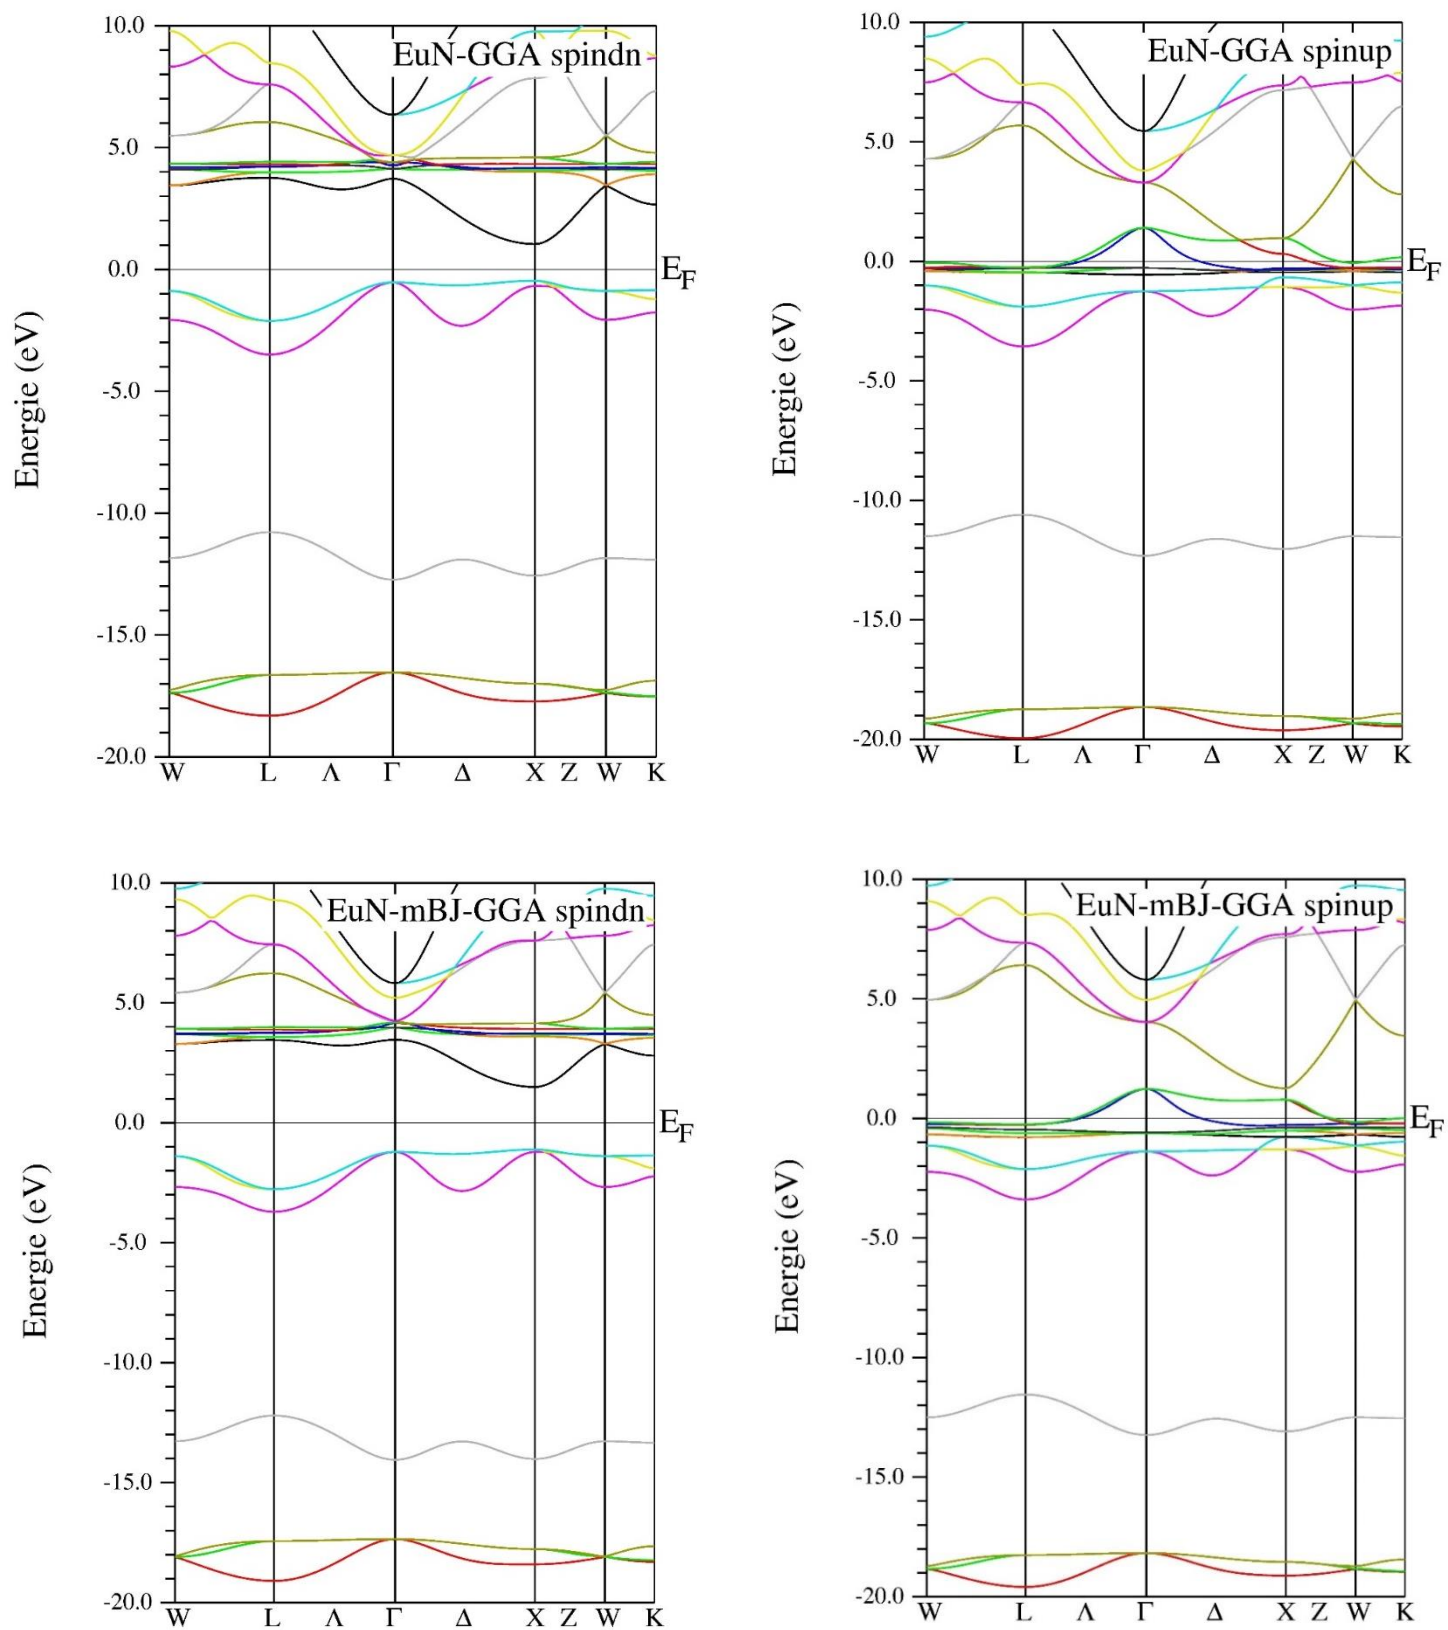 EuN-GGA spindn
10.0
5.0
0.0
-5.0
-10.0
-15.0
-20.0
Energie (eV)
E_F
W L Λ Γ Δ X Z W K
EuN-GGA spinup
10.0
5.0
0.0
-5.0
-10.0
-15.0
-20.0
Energie (eV)
E_F
W L Λ Γ Δ X Z W K
EuN-mBJ-GGA spindn
10.0
5.0
0.0
-5.0
-10.0
-15.0
-20.0
Energie (eV)
E_F
W L Λ Γ Δ X Z W K
EuN-mBJ-GGA spinup
10.0
5.0
0.0
-5.0
-10.0
-15.0
-20.0
Energie (eV)
E_F
W L Λ Γ Δ X Z W K